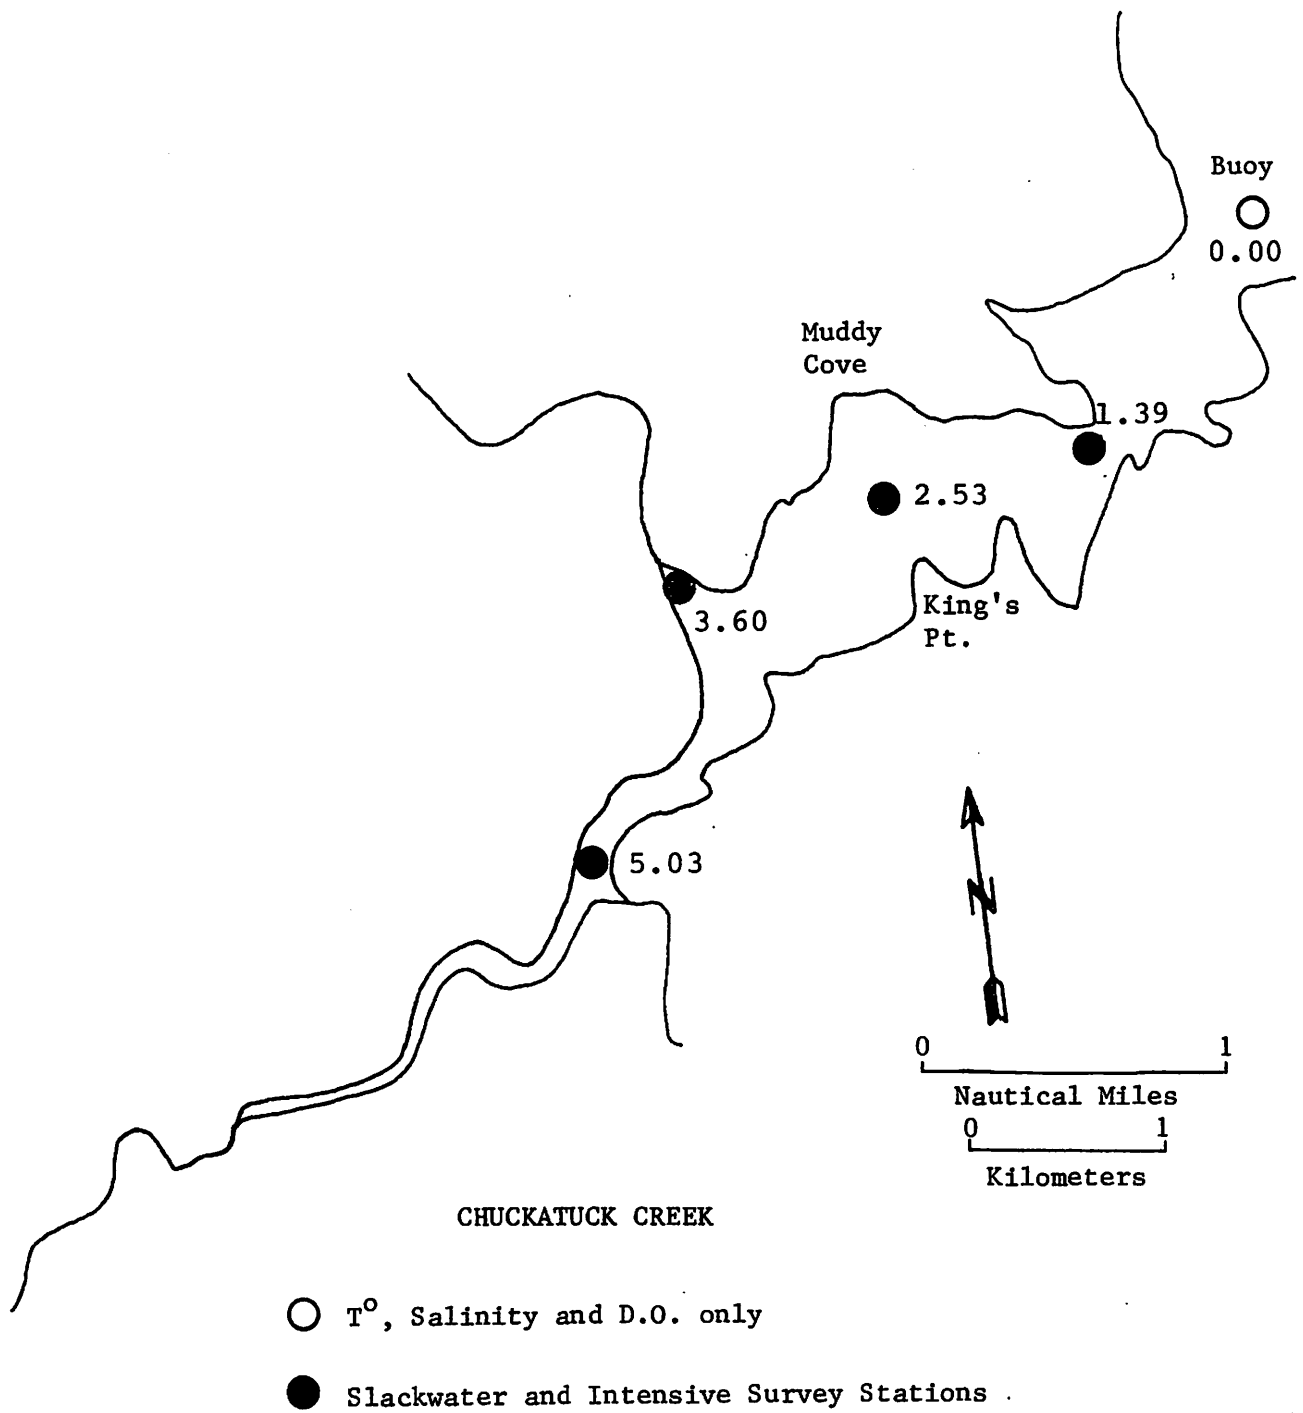 Buoy
0.00
Muddy
Cove
1.39
2.53
King's
Pt.
3.60
5.03
N
0 1
Nautical Miles
0 1
Kilometers
CHUCKATUCK CREEK
T°, Salinity and D.O. only
Slackwater and Intensive Survey Stations